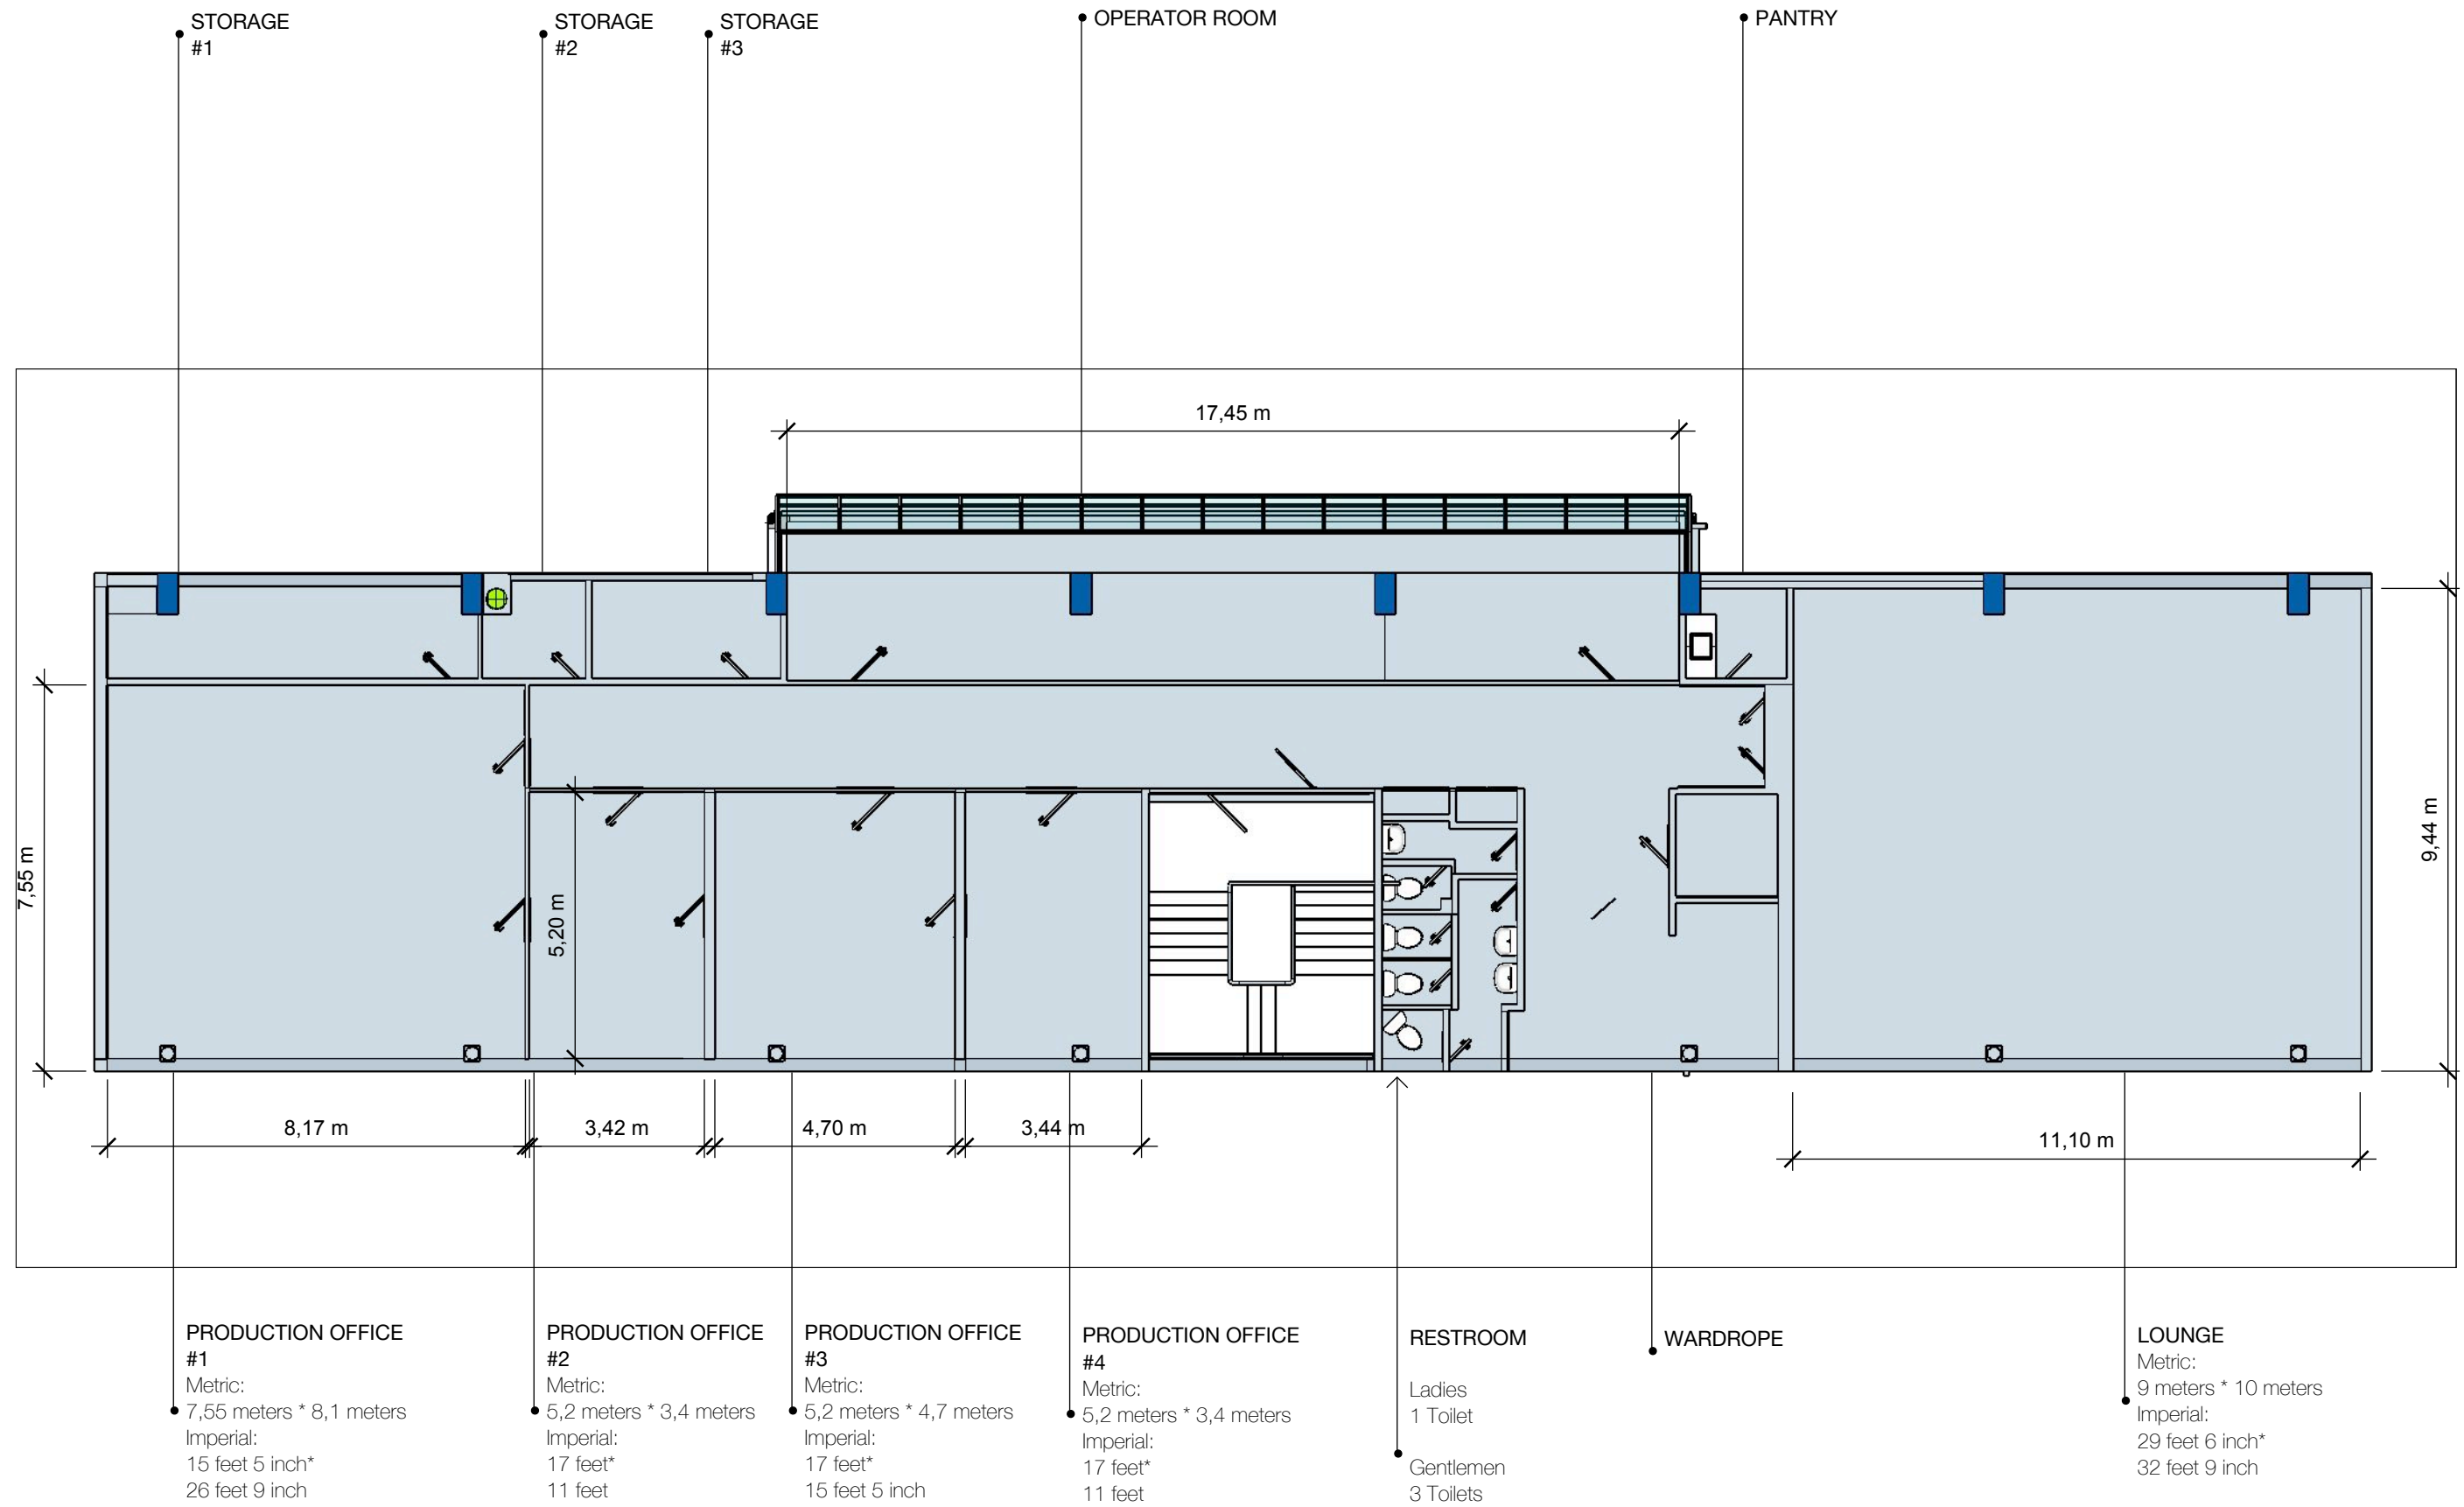 STORAGE
#1
STORAGE
#2
STORAGE
#3
OPERATOR ROOM
PANTRY
17,45 m
7,55 m
5,20 m
9,44 m
8,17 m
3,42 m
4,70 m
3,44 m
11,10 m
PRODUCTION OFFICE
#1
Metric:
7,55 meters * 8,1 meters
Imperial:
15 feet 5 inch*
26 feet 9 inch
PRODUCTION OFFICE
#2
Metric:
5,2 meters * 3,4 meters
Imperial:
17 feet*
11 feet
PRODUCTION OFFICE
#3
Metric:
5,2 meters * 4,7 meters
Imperial:
17 feet*
15 feet 5 inch
PRODUCTION OFFICE
#4
Metric:
5,2 meters * 3,4 meters
Imperial:
17 feet*
11 feet
RESTROOM
Ladies
1 Toilet
Gentlemen
3 Toilets
WARDROPE
LOUNGE
Metric:
9 meters * 10 meters
Imperial:
29 feet 6 inch*
32 feet 9 inch